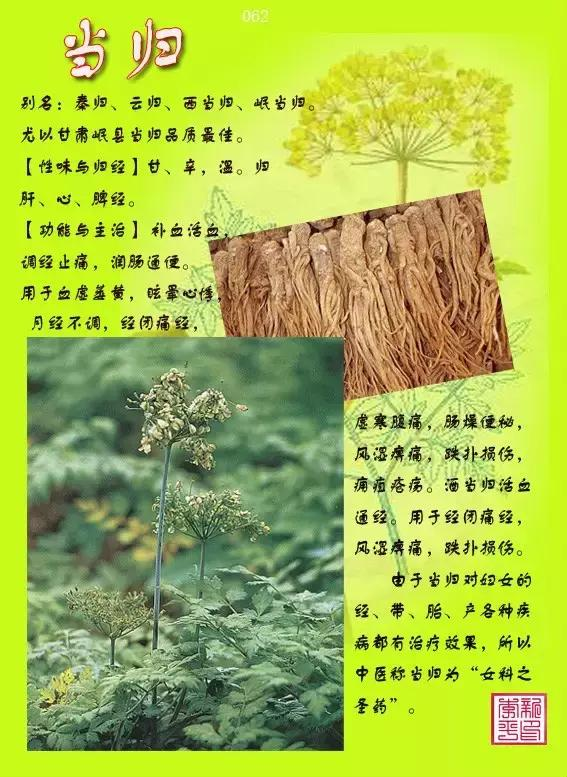 062
当归
别名：秦归、云归、西当归、岷当归。
尤以甘肃岷县当归品质最佳。
【性味与归经】甘、辛，温。归
肝、心、脾经。
【功能与主治】补血活血，
调经止痛，润肠通便。
用于血虚萎黄，眩晕心悸，
月经不调，经闭痛经，
虚寒腹痛，肠燥便秘，
风湿痹痛，跌扑损伤，
痈疽疮疡。酒当归活血
通经。用于经闭痛经，
风湿痹痛，跌扑损伤。
由于当归对妇女的
经、带、胎、产各种疾
病都有治疗效果，所以
中医称当归为“女科之
圣药”。